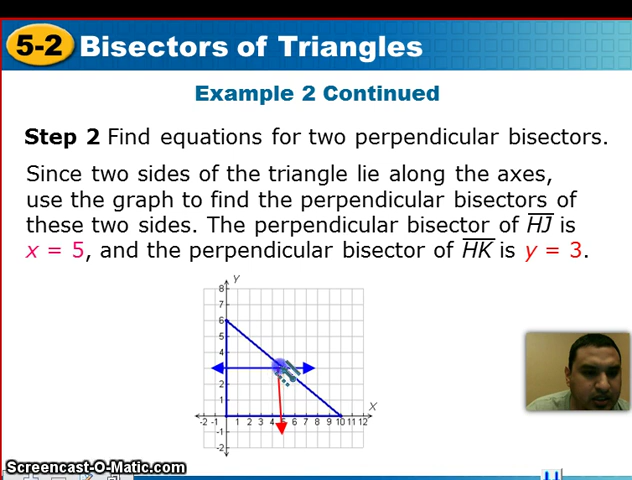 5-2 Bisectors of Triangles
Example 2 Continued
Step 2 Find equations for two perpendicular bisectors.
Since two sides of the triangle lie along the axes,
use the graph to find the perpendicular bisectors of
these two sides. The perpendicular bisector of HJ is
x = 5, and the perpendicular bisector of HK is y = 3.
Y
8
7
6
5
4
2
1
X
-2 -1 1 2 3 4 5 6 7 8 9 10 11 12
-1
-2
Screencast-O-Matic.com